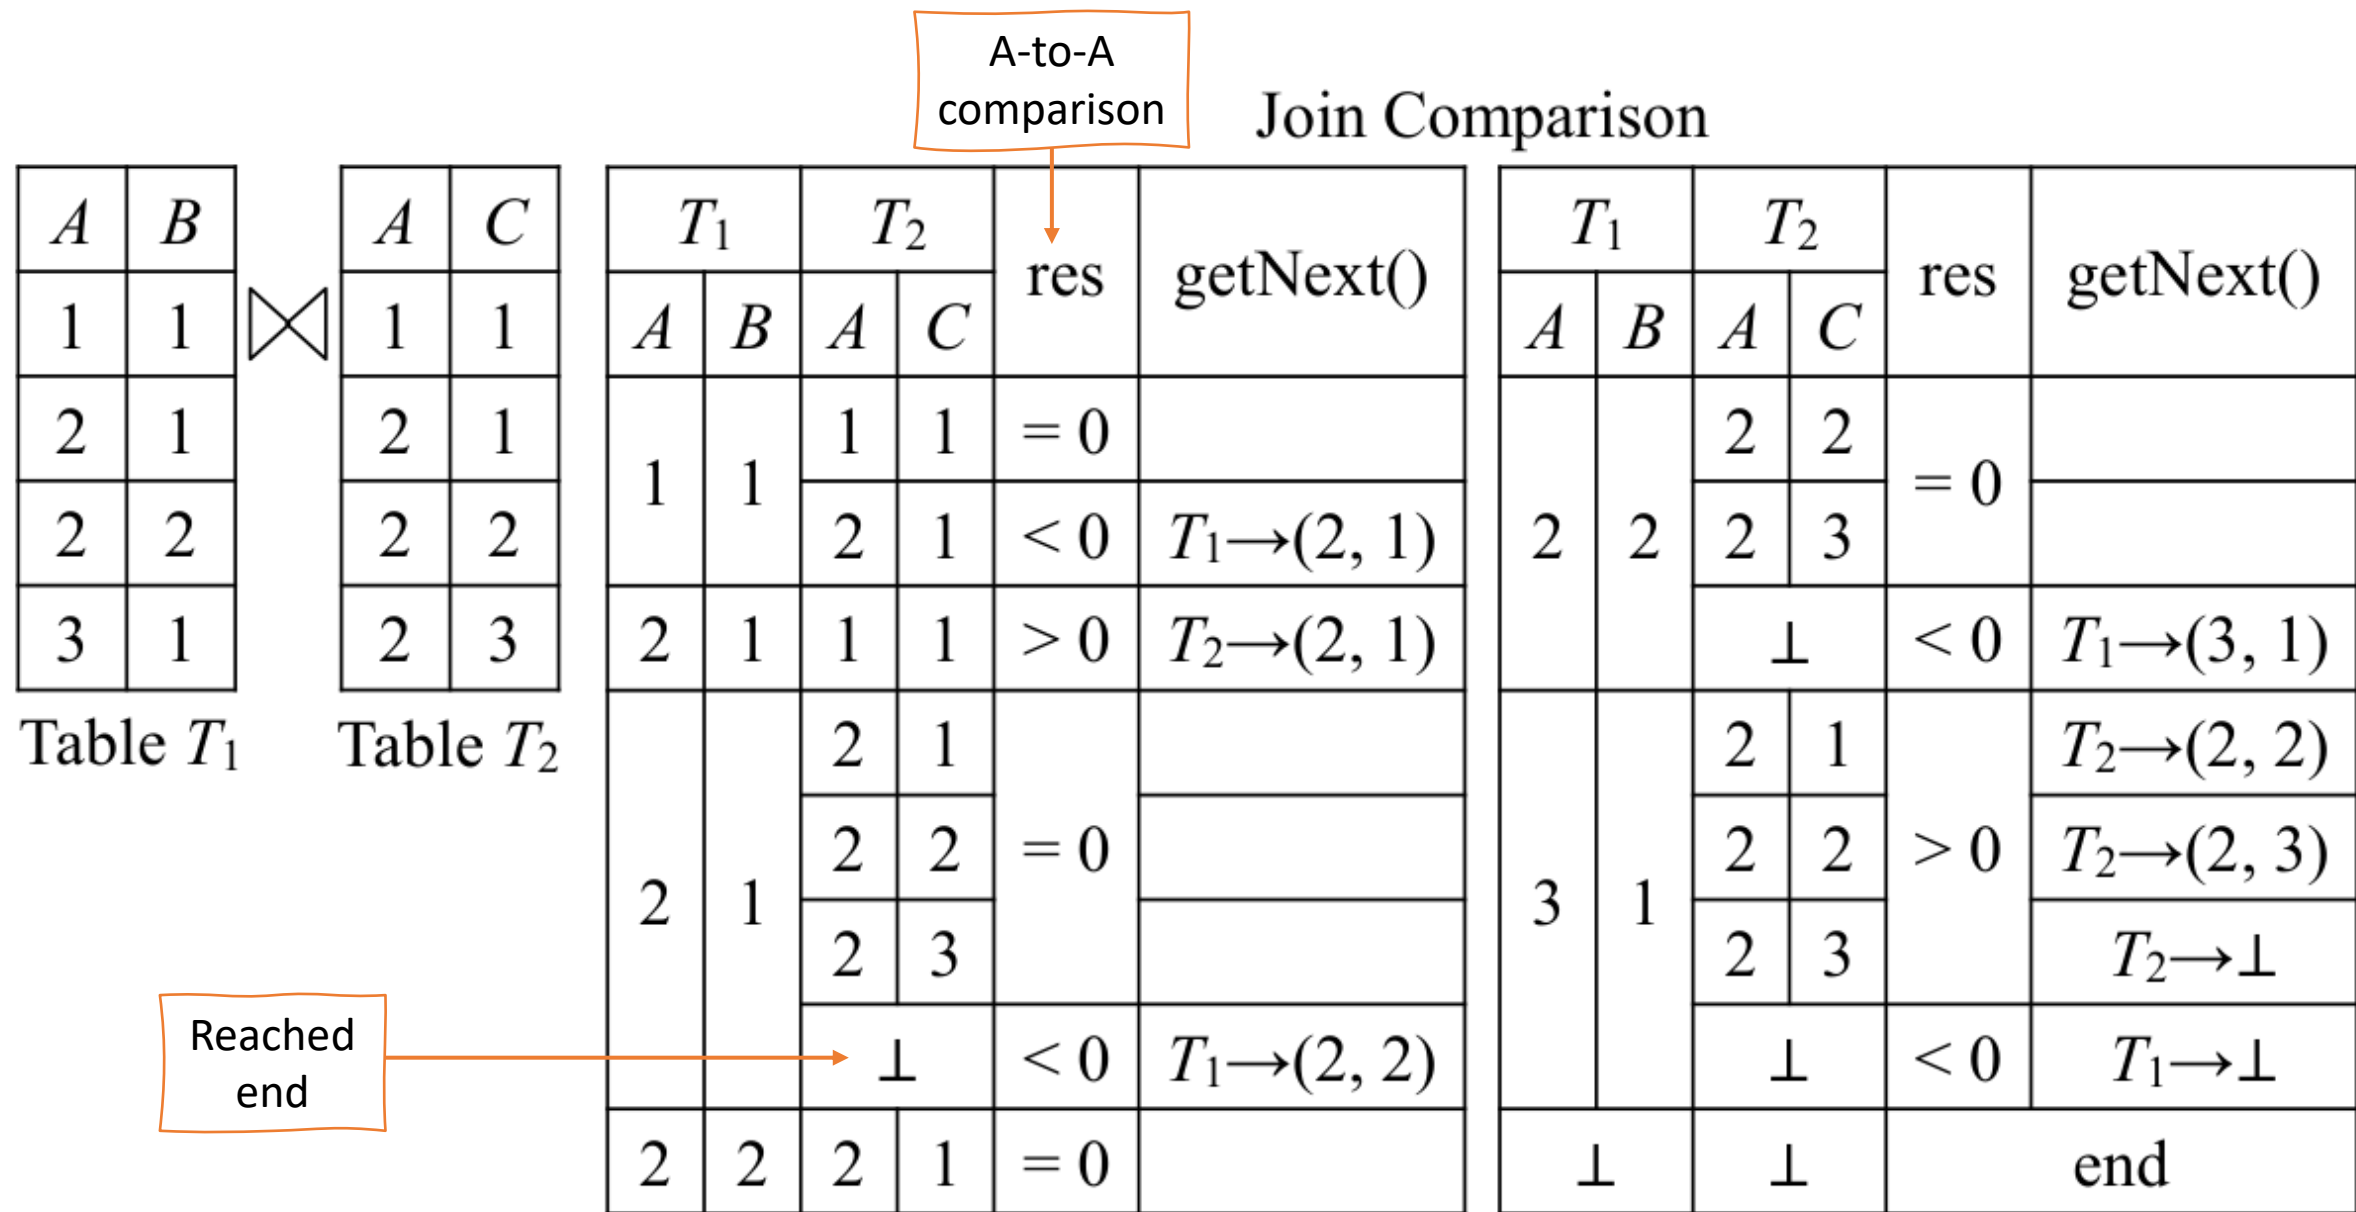 A-to-A
comparison
Join Comparison
A B
1 1
2 1
2 2
3 1
Table T1
⋈
A C
1 1
2 1
2 2
2 3
Table T2
T1 T2 res getNext()
A B A C
1 1 1 1 = 0
2 1 < 0 T1→(2, 1)
2 1 1 1 > 0 T2→(2, 1)
2 1 2 1 = 0
2 2
2 3
⊥ < 0 T1→(2, 2)
2 2 2 1 = 0
Reached
end
T1 T2 res getNext()
A B A C
2 2 2 2 = 0
2 3
⊥ < 0 T1→(3, 1)
3 1 2 1 > 0 T2→(2, 2)
2 2 T2→(2, 3)
2 3 T2→⊥
⊥ < 0 T1→⊥
⊥ ⊥ end